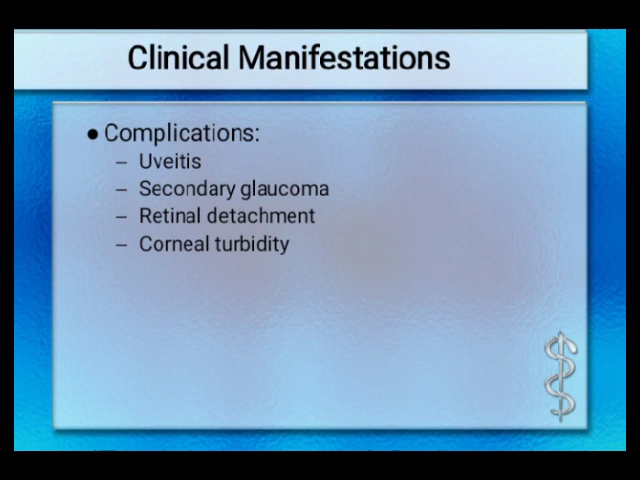 Clinical Manifestations
● Complications:
– Uveitis
– Secondary glaucoma
– Retinal detachment
– Corneal turbidity